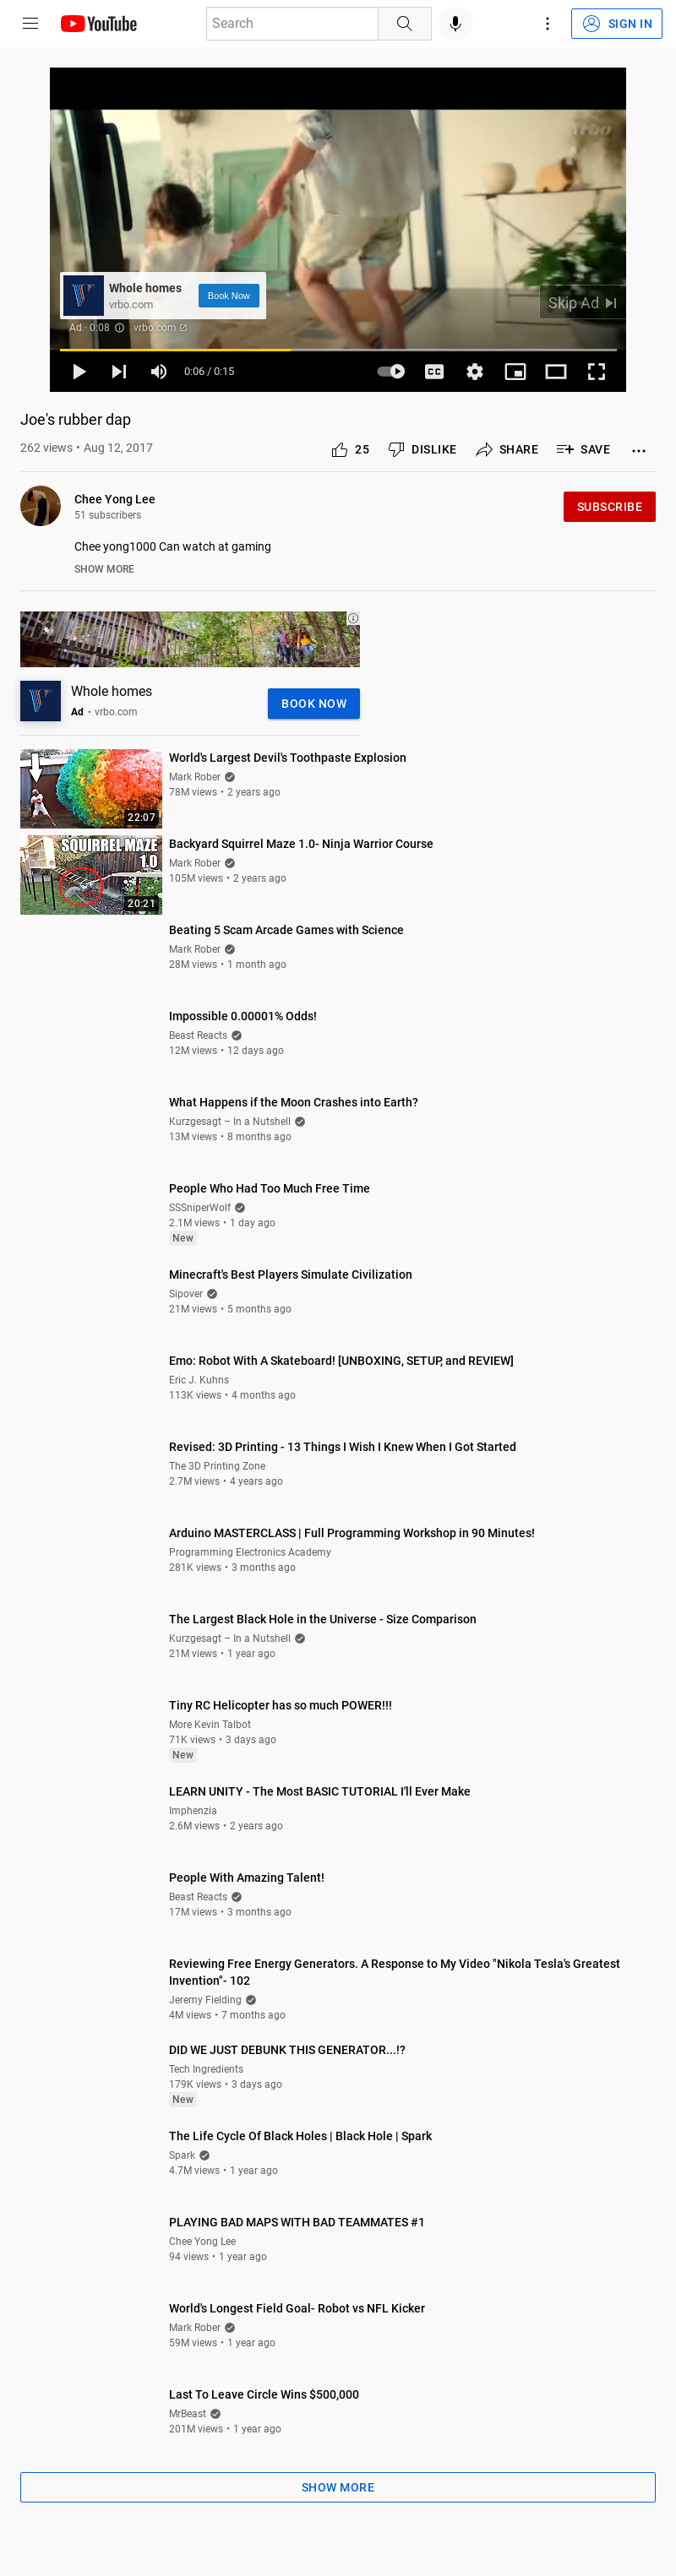 YouTube
Search
SIGN IN
Whole homes
vrbo.com
Book Now
Skip Ad
Ad · 0:08
vrbo.com
0:06 / 0:15
CC
Joe's rubber dap
262 views • Aug 12, 2017
25
DISLIKE
SHARE
SAVE
Chee Yong Lee
51 subscribers
SUBSCRIBE
Chee yong1000 Can watch at gaming
SHOW MORE
Whole homes
Ad • vrbo.com
BOOK NOW
22:07
World's Largest Devil's Toothpaste Explosion
Mark Rober
78M views • 2 years ago
SQUIRREL MAZE
1.0
20:21
Backyard Squirrel Maze 1.0- Ninja Warrior Course
Mark Rober
105M views • 2 years ago
Beating 5 Scam Arcade Games with Science
Mark Rober
28M views • 1 month ago
Impossible 0.00001% Odds!
Beast Reacts
12M views • 12 days ago
What Happens if the Moon Crashes into Earth?
Kurzgesagt – In a Nutshell
13M views • 8 months ago
People Who Had Too Much Free Time
SSSniperWolf
2.1M views • 1 day ago
New
Minecraft's Best Players Simulate Civilization
Sipover
21M views • 5 months ago
Emo: Robot With A Skateboard! [UNBOXING, SETUP, and REVIEW]
Eric J. Kuhns
113K views • 4 months ago
Revised: 3D Printing - 13 Things I Wish I Knew When I Got Started
The 3D Printing Zone
2.7M views • 4 years ago
Arduino MASTERCLASS | Full Programming Workshop in 90 Minutes!
Programming Electronics Academy
281K views • 3 months ago
The Largest Black Hole in the Universe - Size Comparison
Kurzgesagt – In a Nutshell
21M views • 1 year ago
Tiny RC Helicopter has so much POWER!!!
More Kevin Talbot
71K views • 3 days ago
New
LEARN UNITY - The Most BASIC TUTORIAL I'll Ever Make
Imphenzia
2.6M views • 2 years ago
People With Amazing Talent!
Beast Reacts
17M views • 3 months ago
Reviewing Free Energy Generators. A Response to My Video "Nikola Tesla's Greatest
Invention"- 102
Jeremy Fielding
4M views • 7 months ago
DID WE JUST DEBUNK THIS GENERATOR...!?
Tech Ingredients
179K views • 3 days ago
New
The Life Cycle Of Black Holes | Black Hole | Spark
Spark
4.7M views • 1 year ago
PLAYING BAD MAPS WITH BAD TEAMMATES #1
Chee Yong Lee
94 views • 1 year ago
World's Longest Field Goal- Robot vs NFL Kicker
Mark Rober
59M views • 1 year ago
Last To Leave Circle Wins $500,000
MrBeast
201M views • 1 year ago
SHOW MORE